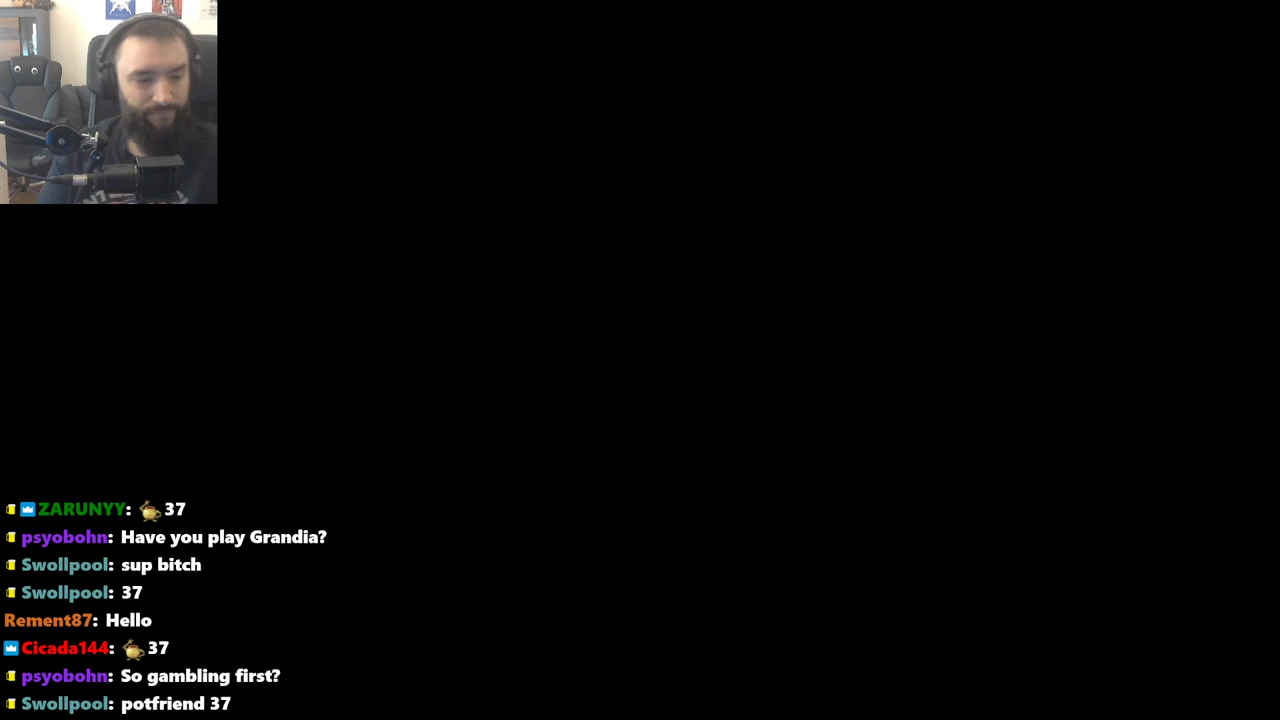 ZARUNYY: 37
psyobohn: Have you play Grandia?
Swollpool: sup bitch
Swollpool: 37
Rement87: Hello
Cicada144: 37
psyobohn: So gambling first?
Swollpool: potfriend 37